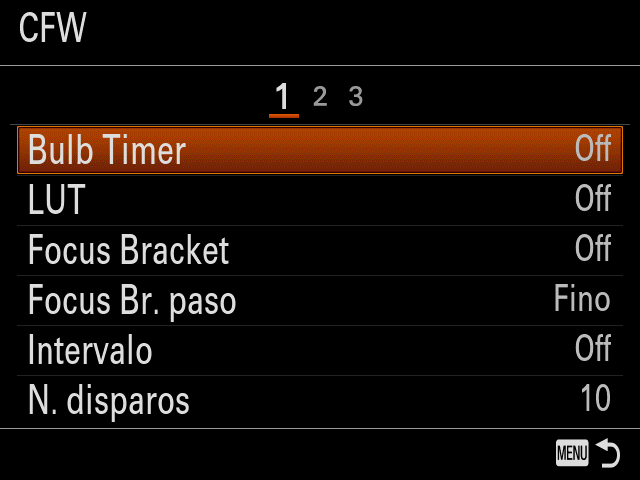 CFW
1 2 3
Bulb Timer Off
LUT Off
Focus Bracket Off
Focus Br. paso Fino
Intervalo Off
N. disparos 10
MENU